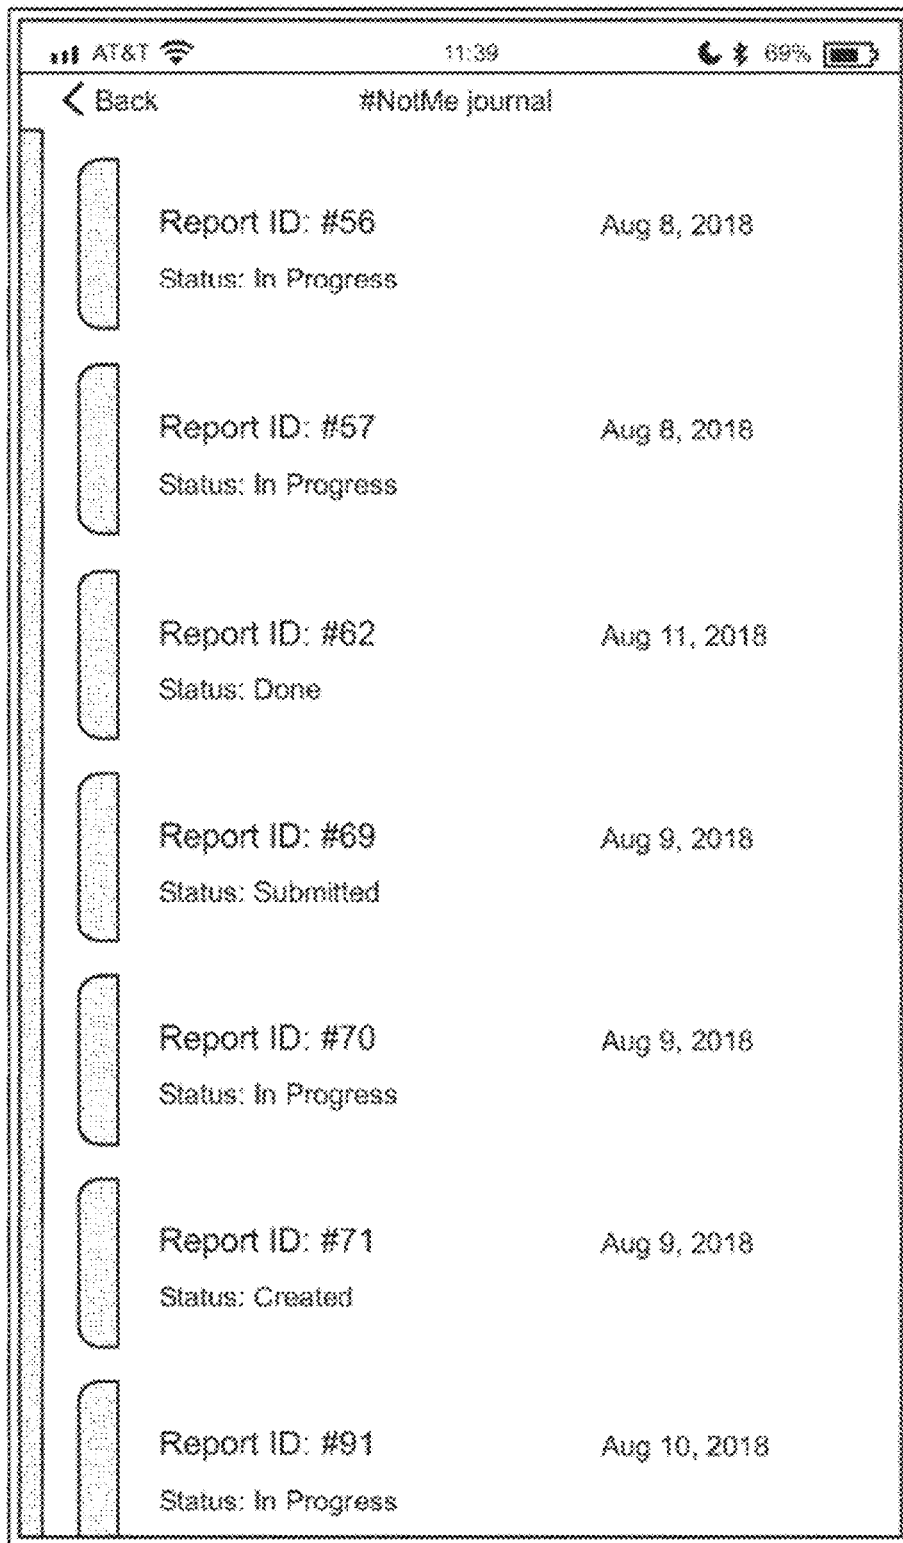 AT&T 11:39 69%
Back #NotMe journal
Report ID: #56 Aug 8, 2018
Status: In Progress
Report ID: #57 Aug 8, 2018
Status: In Progress
Report ID: #62 Aug 11, 2018
Status: Done
Report ID: #69 Aug 9, 2018
Status: Submitted
Report ID: #70 Aug 9, 2018
Status: In Progress
Report ID: #71 Aug 9, 2018
Status: Created
Report ID: #91 Aug 10, 2018
Status: In Progress